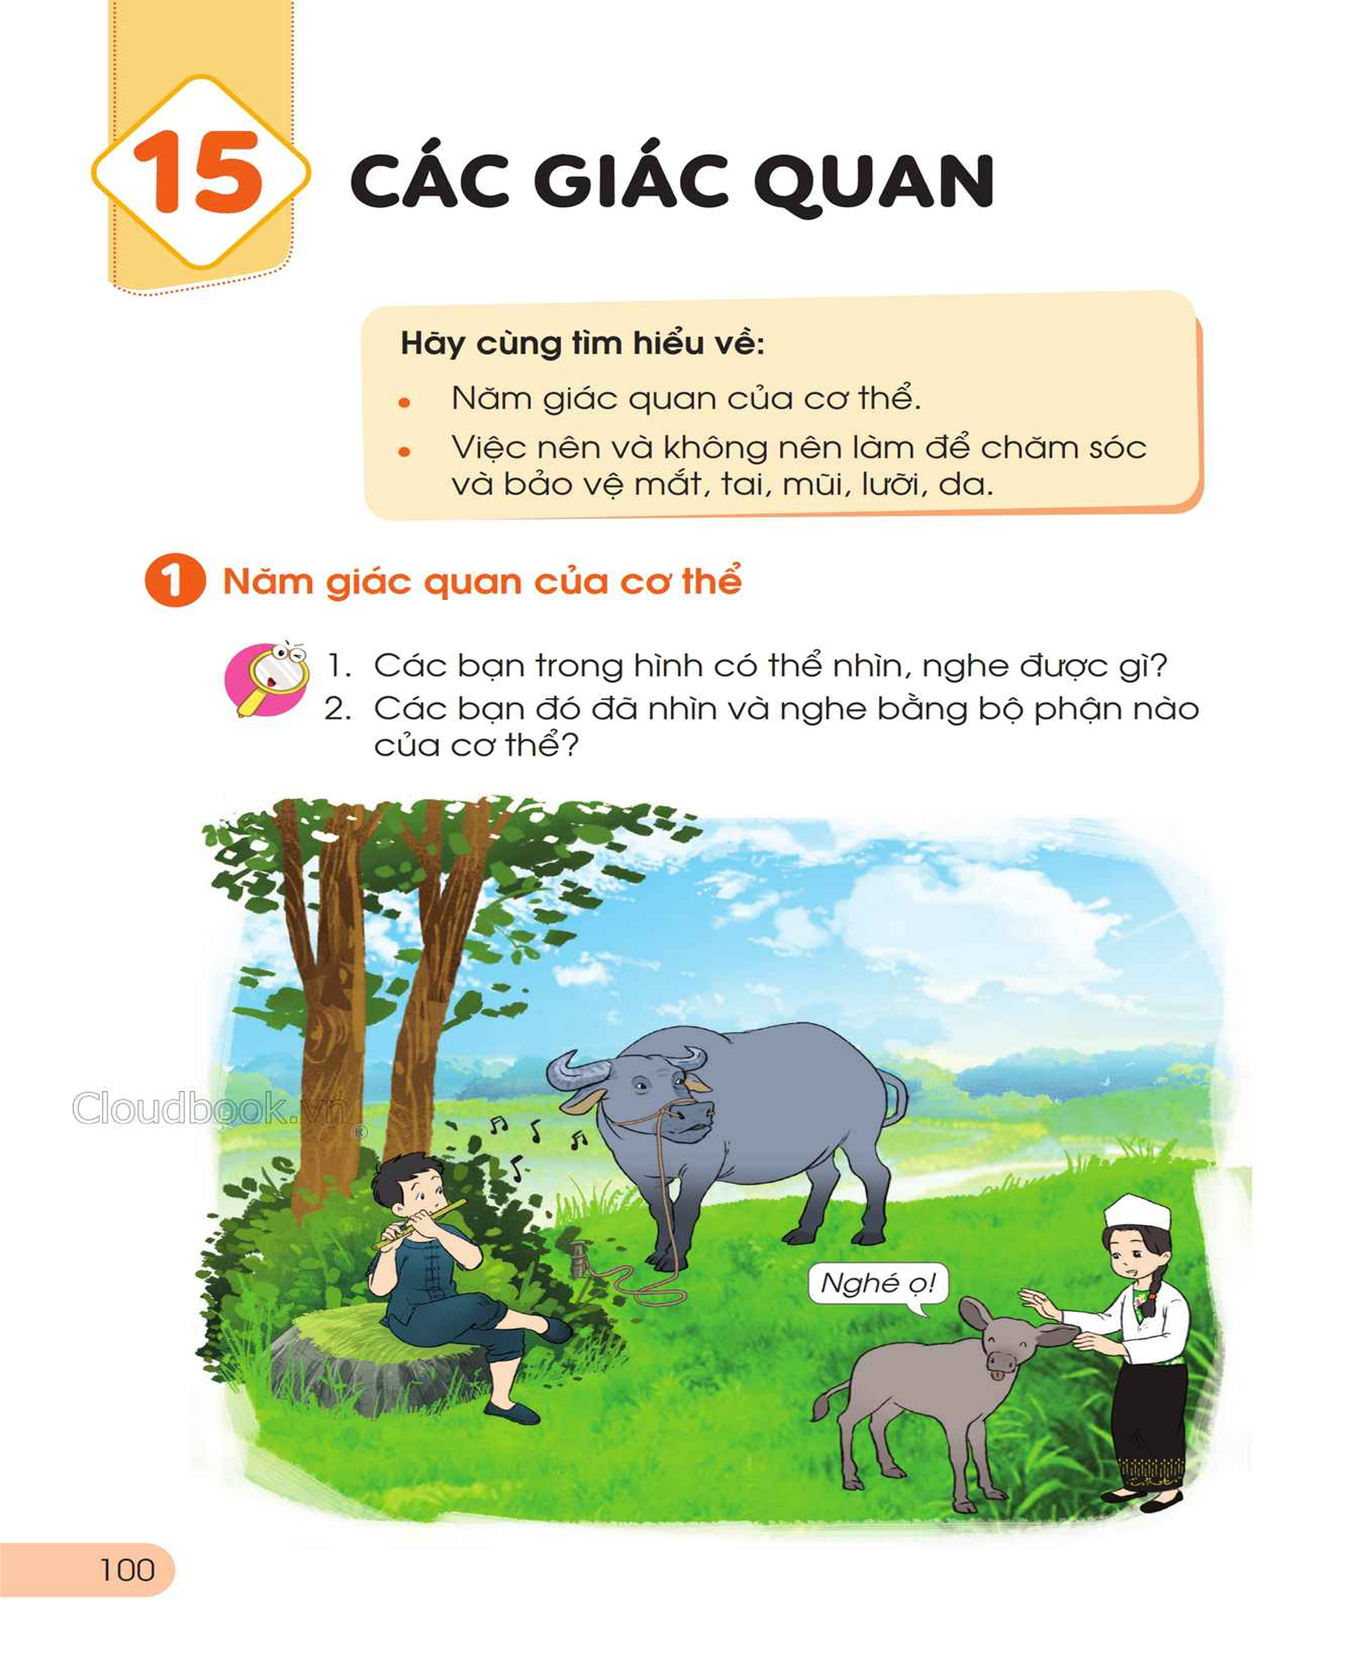 15
CÁC GIÁC QUAN
Hãy cùng tìm hiểu về:
• Năm giác quan của cơ thể.
• Việc nên và không nên làm để chăm sóc
và bảo vệ mắt, tai, mũi, lưỡi, da.
1 Năm giác quan của cơ thể
1. Các bạn trong hình có thể nhìn, nghe được gì?
2. Các bạn đó đã nhìn và nghe bằng bộ phận nào
của cơ thể?
Cloudbook.vn
®
Nghé ọ!
100